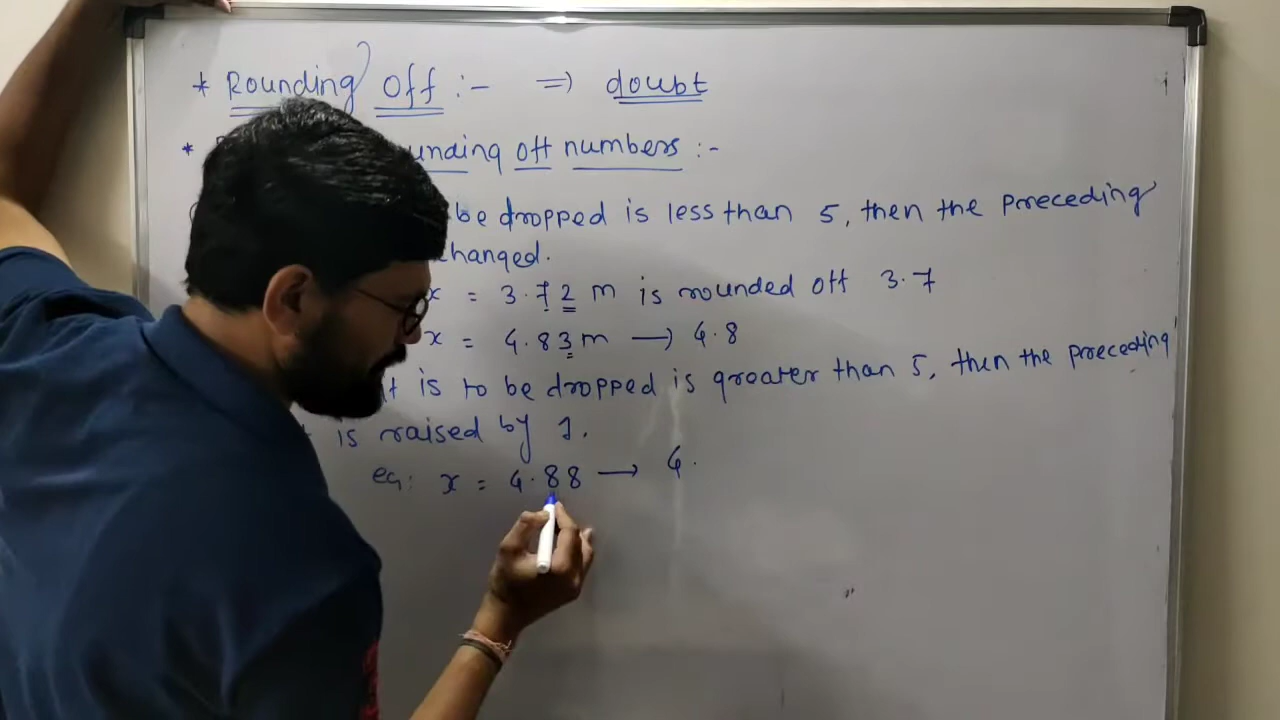 * Rounding off :- => doubt
* unding off numbers :-
be dropped is less than 5, then the preceding
hanged.
x = 3.72 m is rounded off 3.7
x = 4.83 m → 4.8
it is to be dropped is greater than 5, then the preceding
is raised by 1.
eg: x = 4.88 → 4.